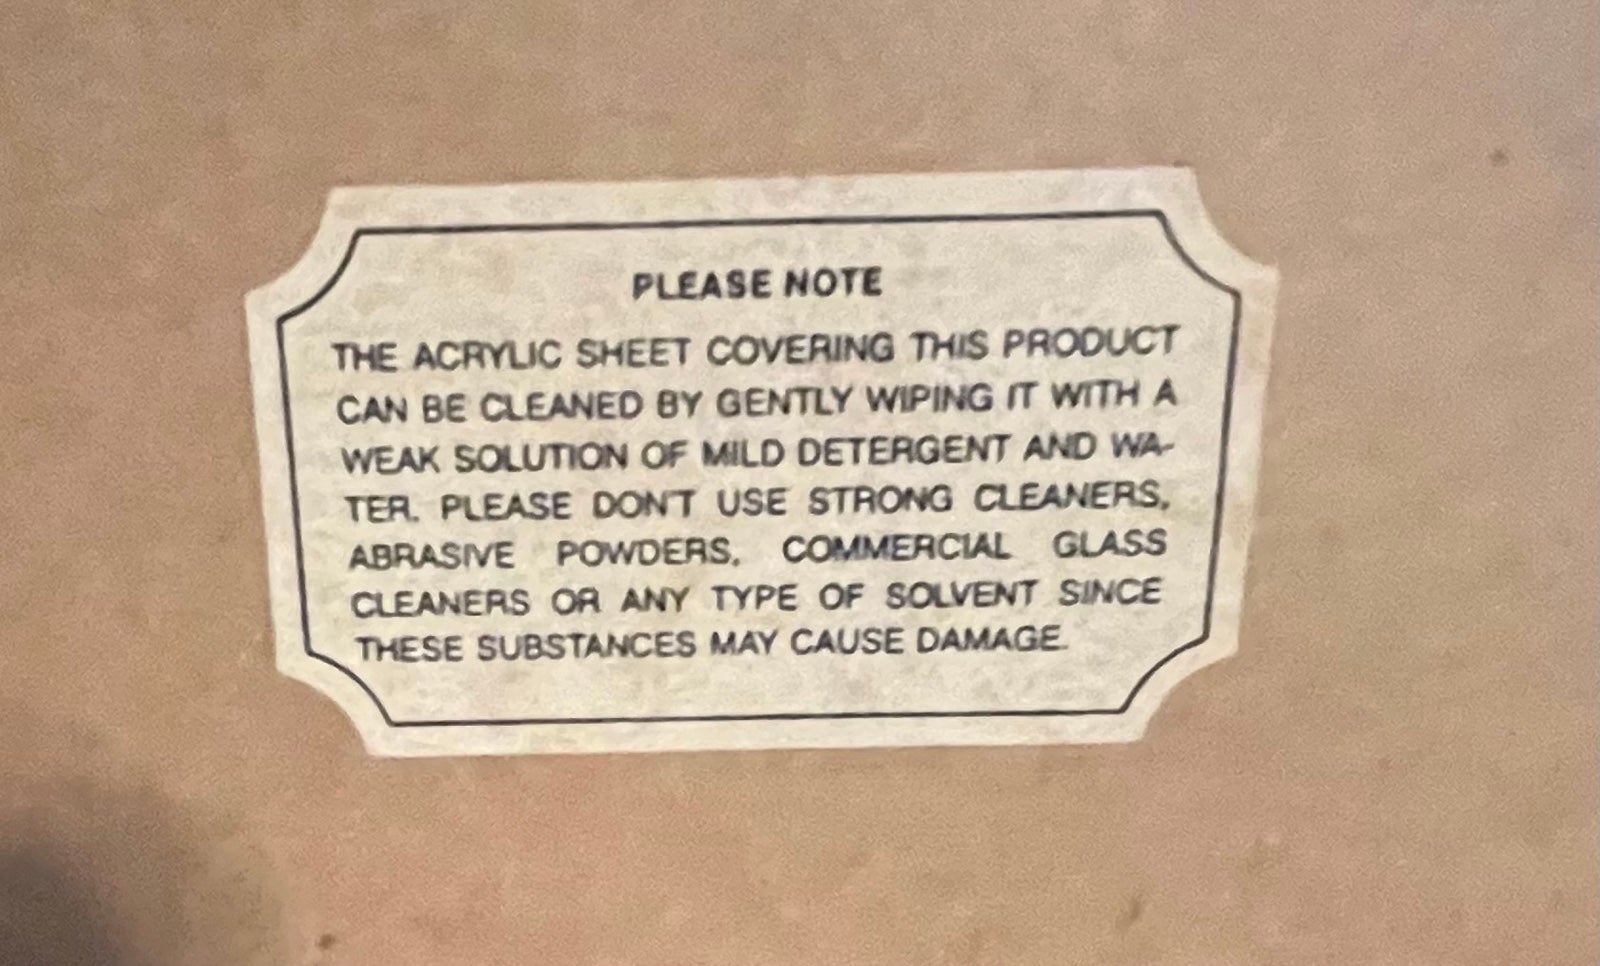 PLEASE NOTE
THE ACRYLIC SHEET COVERING THIS PRODUCT
CAN BE CLEANED BY GENTLY WIPING IT WITH A
WEAK SOLUTION OF MILD DETERGENT AND WA-
TER. PLEASE DON'T USE STRONG CLEANERS,
ABRASIVE POWDERS, COMMERCIAL GLASS
CLEANERS OR ANY TYPE OF SOLVENT SINCE
THESE SUBSTANCES MAY CAUSE DAMAGE.